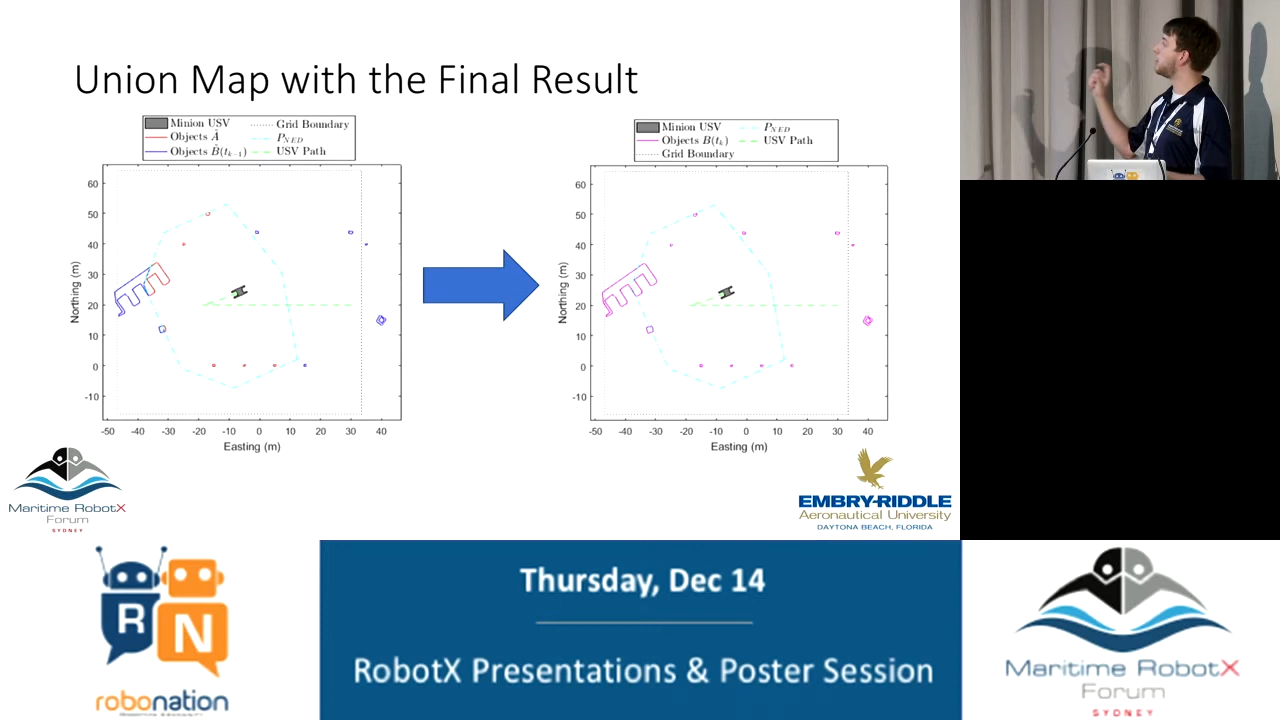 Union Map with the Final Result
Minion USV
Grid Boundary
Objects Â
P_NED
Objects B̂(t_{k−1})
USV Path
Northing (m)
60
50
40
30
20
10
0
-10
-50 -40 -30 -20 -10 0 10 20 30 40
Easting (m)
Minion USV
P_NED
Objects B(t_k)
USV Path
Grid Boundary
Northing (m)
60
50
40
30
20
10
0
-10
-50 -40 -30 -20 -10 0 10 20 30 40
Easting (m)
Maritime RobotX
Forum
SYDNEY
EMBRY-RIDDLE
Aeronautical University
DAYTONA BEACH, FLORIDA
RN
robonation
Thursday, Dec 14
RobotX Presentations & Poster Session
Maritime RobotX
Forum
SYDNEY